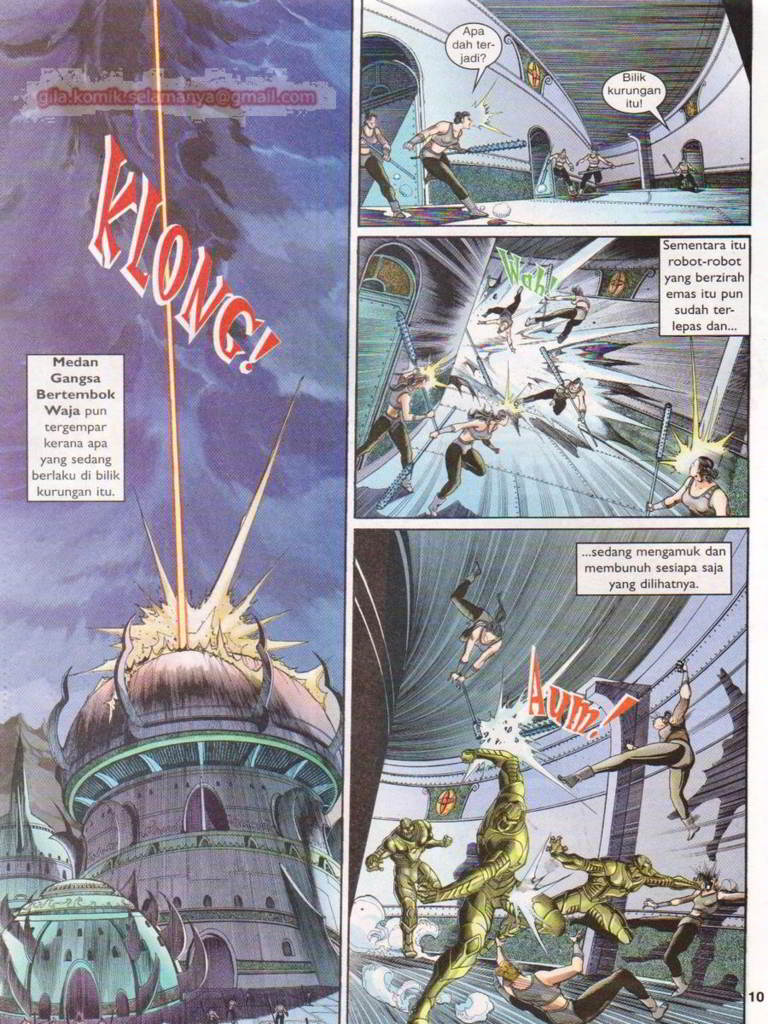 gila.komik.selamanya@gmail.com
KLONG!
Medan
Gangsa
Bertembok
Waja pun
tergempar
kerana apa
yang sedang
berlaku di bilik
kurungan itu.
Apa
dah ter-
jadi?
Bilik
kurungan
itu!
Wah!
Sementara itu
robot-robot
yang berzirah
emas itu pun
sudah ter-
lepas dan...
...sedang mengamuk dan
membunuh sesiapa saja
yang dilihatnya.
Aum!
10